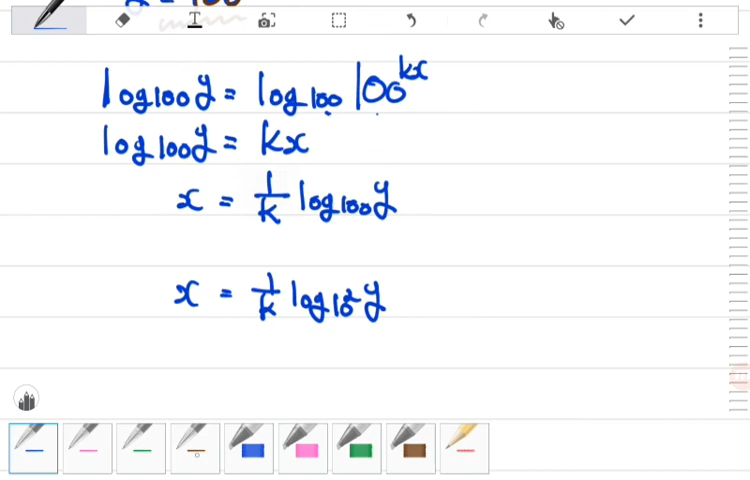 log₁₀₀y = log₁₀₀ 100^kx
log₁₀₀y = kx
x = 1/k log₁₀₀y
x = 1/k log₁₀²y